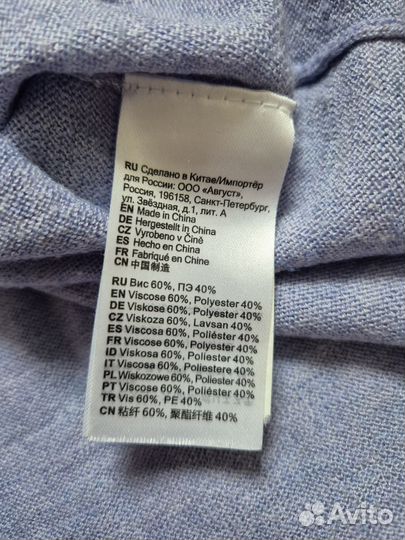 RU Сделано в Китае/Импортёр
для России: ООО «Август»,
Россия, 196158, Санкт-Петербург,
ул. Звёздная, д.1, лит. А
EN Made in China
DE Hergestellt in China
CZ Vyrobeno v Číně
ES Hecho en China
FR Fabriqué en China
CN 中国制造
RU Вис 60%, ПЭ 40%
EN Viscose 60%, Polyester 40%
DE Viskose 60%, Polyester 40%
CZ Viskoza 60%, Lavsan 40%
ES Viscosa 60%, Poliéster 40%
FR Viscose 60%, Polyester 40%
ID Viskosa 60%, Poliester 40%
IT Viscosa 60%, Poliestere 40%
PL Wiskozowe 60%, Poliester 40%
PT Viscose 60%, Poliéster 40%
TR Vis 60%, PE 40%
CN 粘纤 60%, 聚酯纤维 40%
Avito